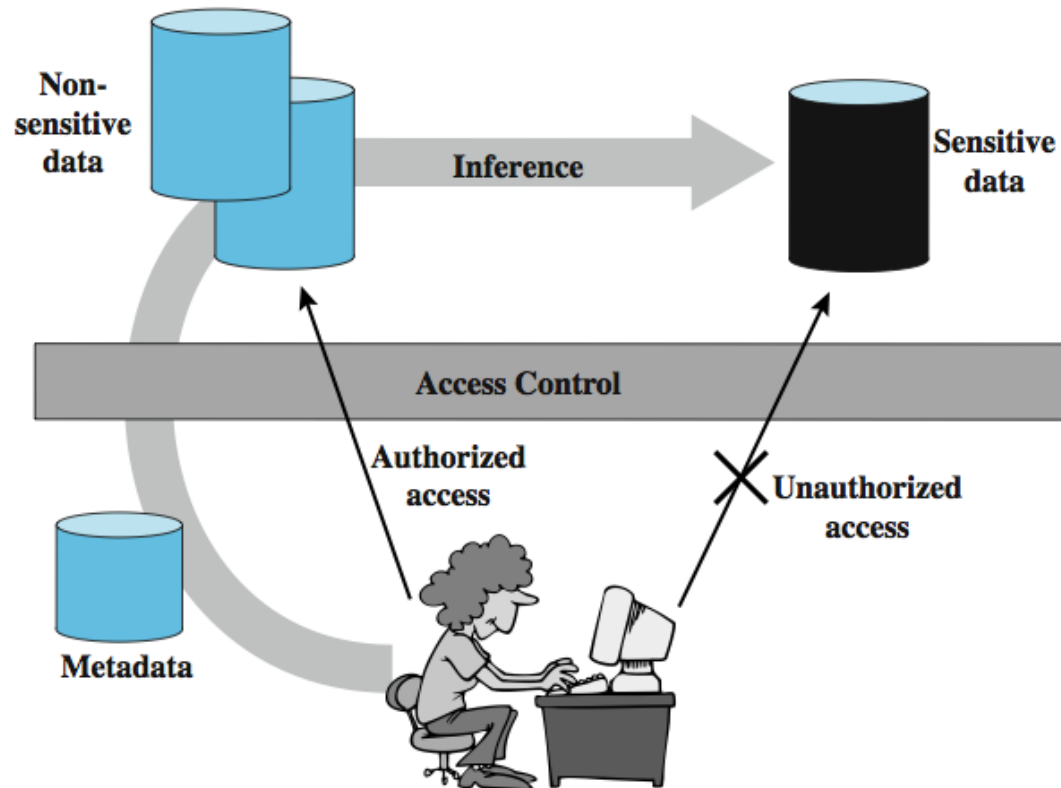 Non-
sensitive
data
Inference
Sensitive
data
Access Control
Authorized
access
Unauthorized
access
Metadata